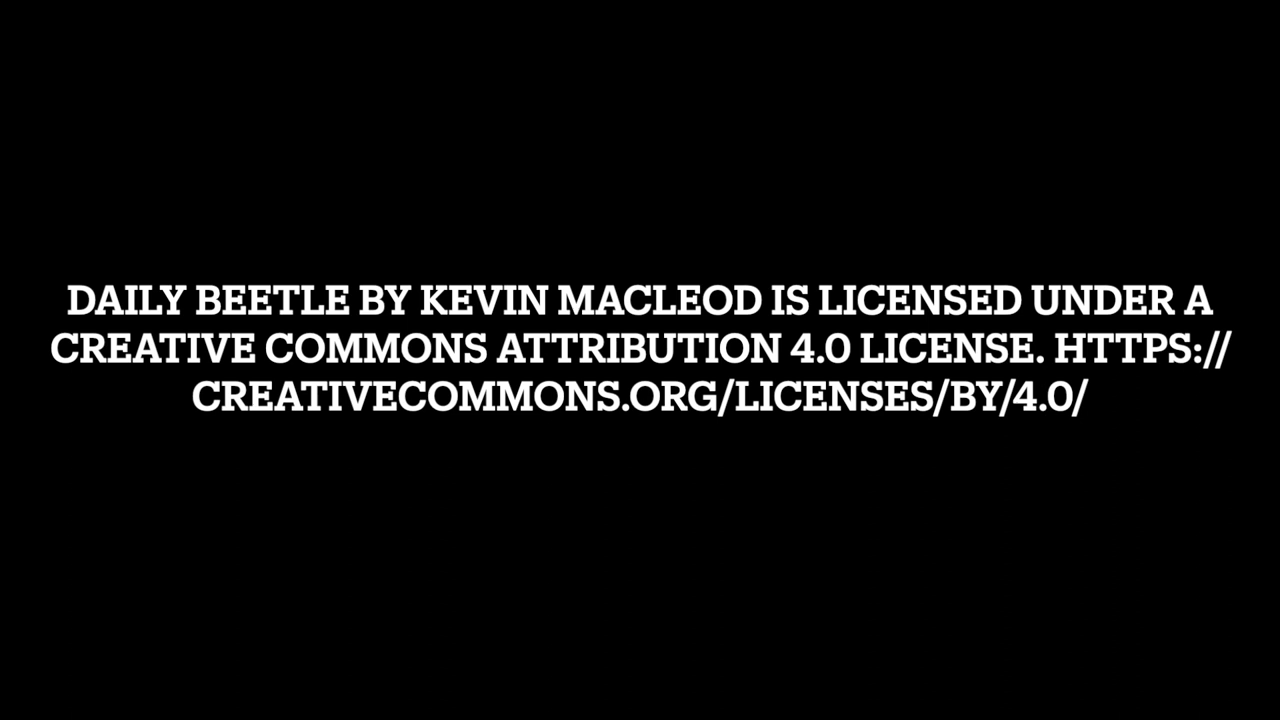 DAILY BEETLE BY KEVIN MACLEOD IS LICENSED UNDER A
CREATIVE COMMONS ATTRIBUTION 4.0 LICENSE. HTTPS://
CREATIVECOMMONS.ORG/LICENSES/BY/4.0/